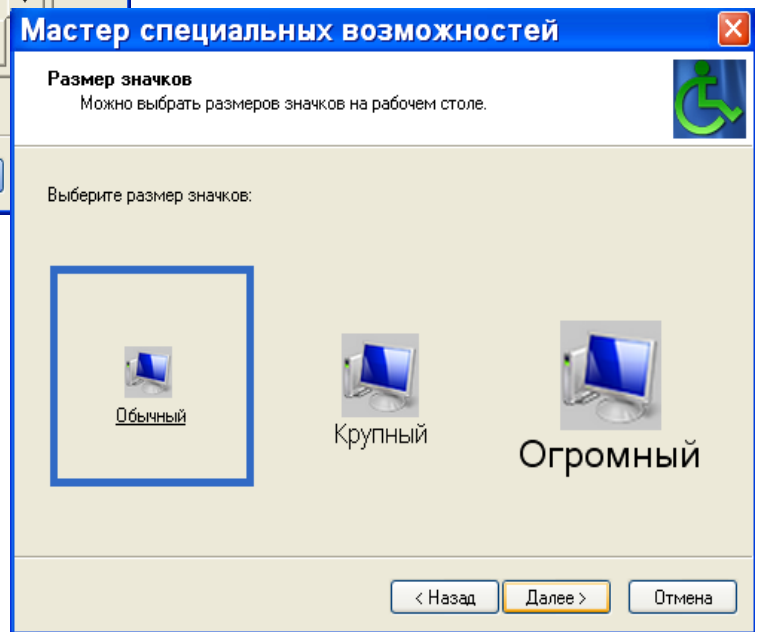 Мастер специальных возможностей
Размер значков
Можно выбрать размеров значков на рабочем столе.
Выберите размер значков:
Обычный
Крупный
Огромный
< Назад
Далее >
Отмена